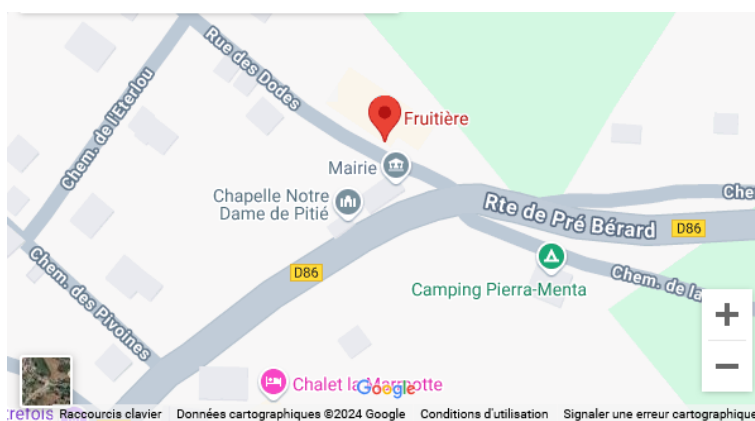 Rue des Dodes
Chem. de l'Eterlou
Fruitière
Mairie
Chapelle Notre
Dame de Pitié
Che
Rte de Pré Bérard
D86
D86
Camping Pierra-Menta
Chem. de la
Chem. des Pivoines
+
−
Chalet la Marmotte
Google
trefois
Raccourcis clavier Données cartographiques ©2024 Google Conditions d'utilisation Signaler une erreur cartographique